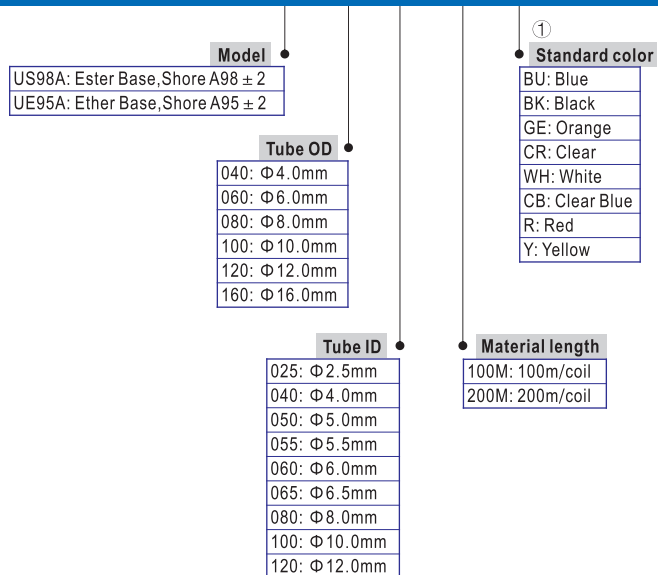 ①
Model
US98A: Ester Base,Shore A98 ± 2
UE95A: Ether Base,Shore A95 ± 2
Standard color
BU: Blue
BK: Black
GE: Orange
CR: Clear
WH: White
CB: Clear Blue
R: Red
Y: Yellow
Tube OD
040: Φ4.0mm
060: Φ6.0mm
080: Φ8.0mm
100: Φ10.0mm
120: Φ12.0mm
160: Φ16.0mm
Tube ID
025: Φ2.5mm
040: Φ4.0mm
050: Φ5.0mm
055: Φ5.5mm
060: Φ6.0mm
065: Φ6.5mm
080: Φ8.0mm
100: Φ10.0mm
120: Φ12.0mm
Material length
100M: 100m/coil
200M: 200m/coil